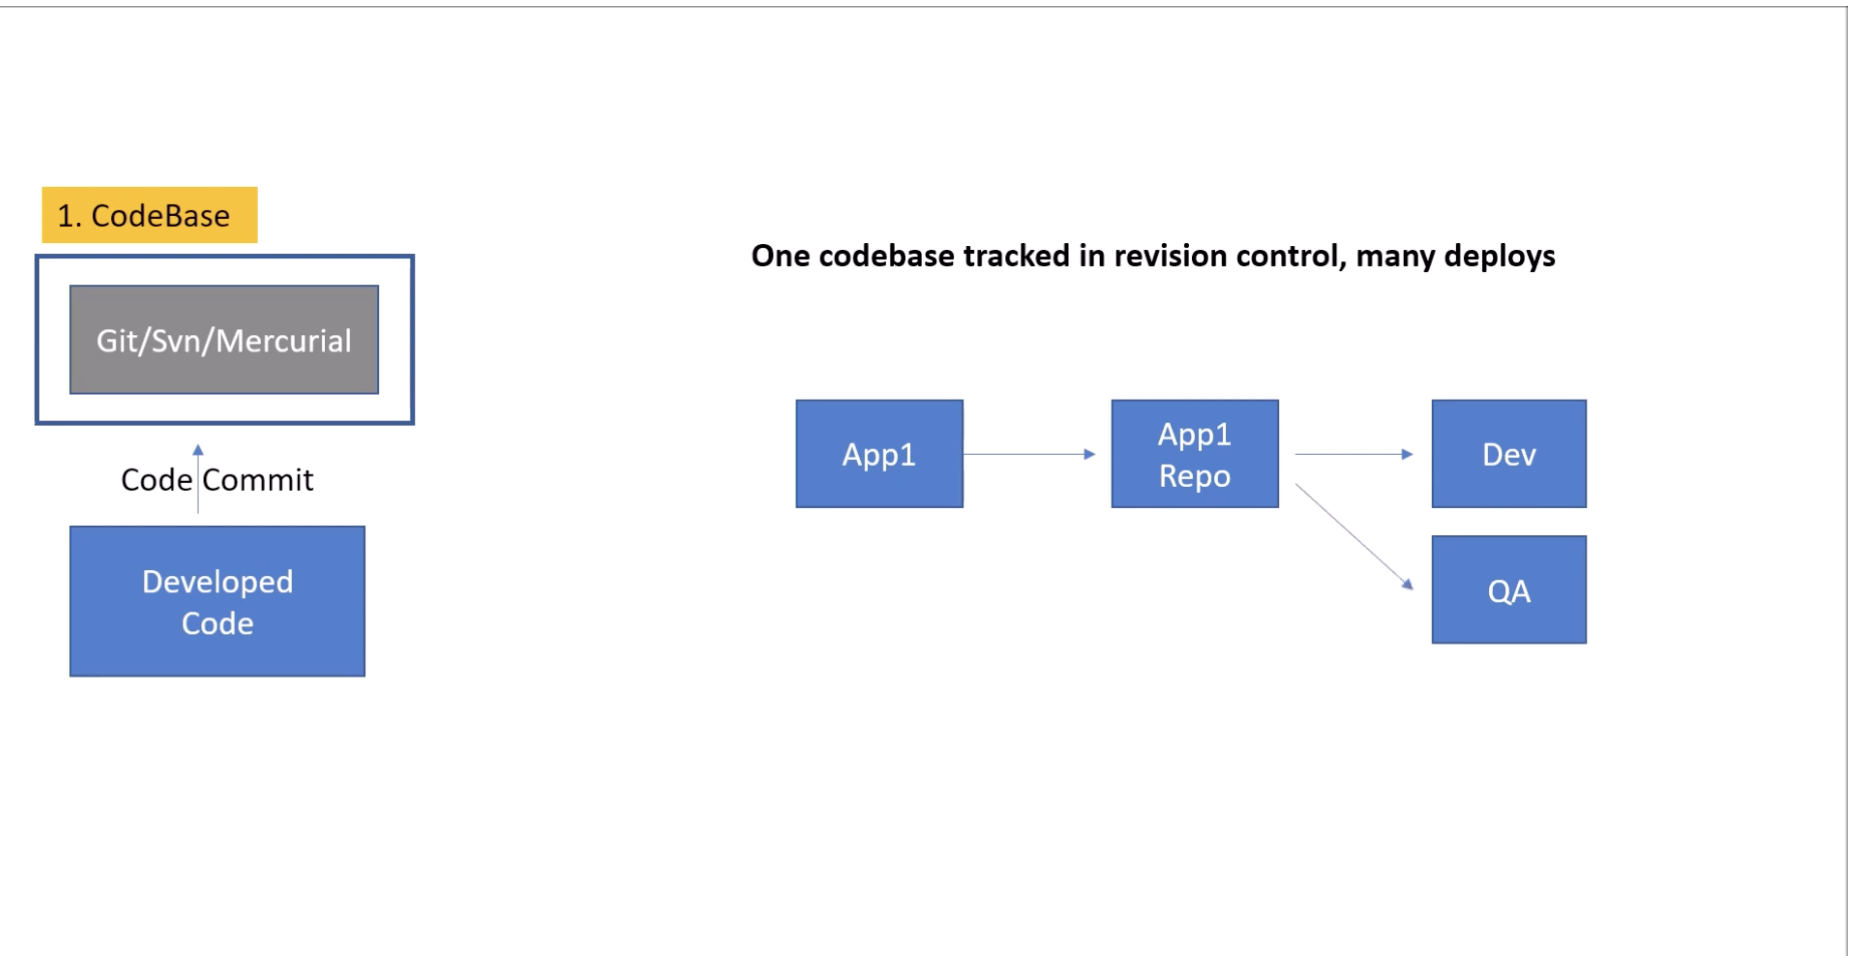 1. CodeBase
Git/Svn/Mercurial
Code Commit
Developed
Code
One codebase tracked in revision control, many deploys
App1
App1
Repo
Dev
QA